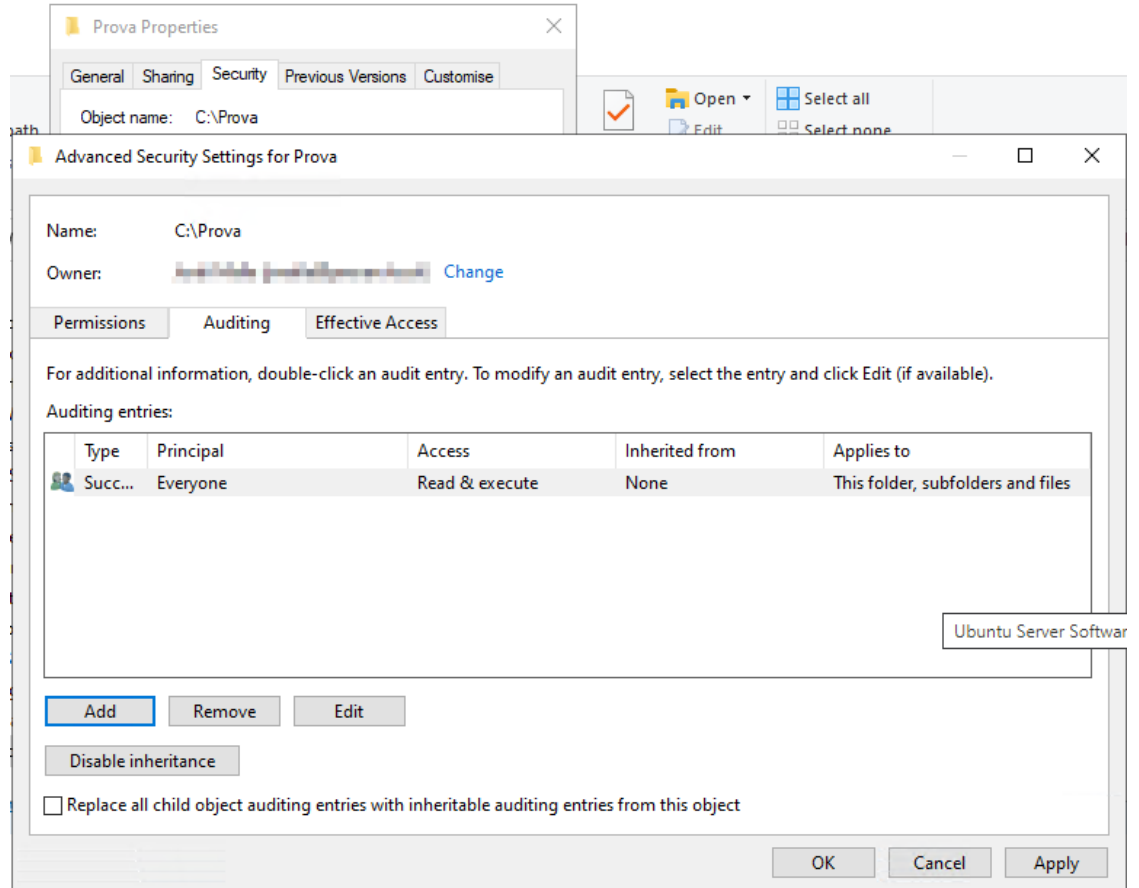 Prova Properties
General Sharing Security Previous Versions Customise
Object name: C:\Prova
Open Select all
path Edit Select none
Advanced Security Settings for Prova
Name: C:\Prova
Owner: Change
Permissions Auditing Effective Access
For additional information, double-click an audit entry. To modify an audit entry, select the entry and click Edit (if available).
Auditing entries:
Type Principal Access Inherited from Applies to
Succ... Everyone Read & execute None This folder, subfolders and files
Ubuntu Server Softwar
Add Remove Edit
Disable inheritance
Replace all child object auditing entries with inheritable auditing entries from this object
OK Cancel Apply